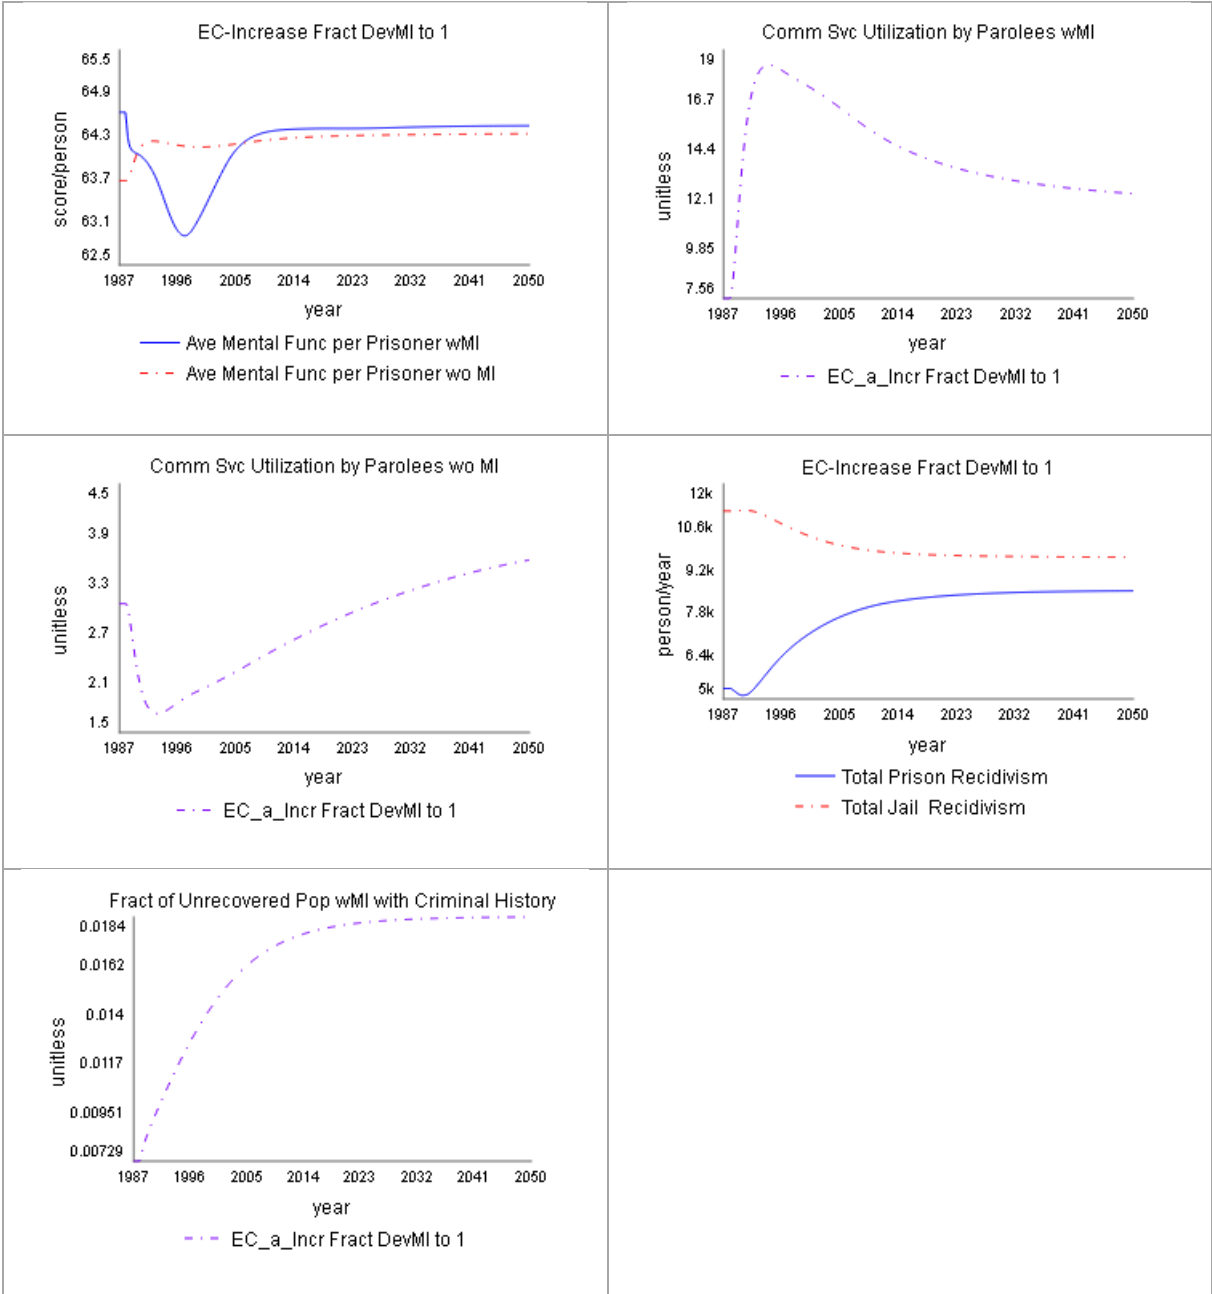 EC-Increase Fract DevMI to 1
65.5
64.9
64.3
63.7
63.1
62.5
score/person
1987 1996 2005 2014 2023 2032 2041 2050
year
Ave Mental Func per Prisoner wMI
Ave Mental Func per Prisoner wo MI
Comm Svc Utilization by Parolees wMI
19
16.7
14.4
12.1
9.85
7.56
unitless
1987 1996 2005 2014 2023 2032 2041 2050
year
EC_a_Incr Fract DevMI to 1
Comm Svc Utilization by Parolees wo MI
4.5
3.9
3.3
2.7
2.1
1.5
unitless
1987 1996 2005 2014 2023 2032 2041 2050
year
EC_a_Incr Fract DevMI to 1
EC-Increase Fract DevMI to 1
12k
10.6k
9.2k
7.8k
6.4k
5k
person/year
1987 1996 2005 2014 2023 2032 2041 2050
year
Total Prison Recidivism
Total Jail Recidivism
Fract of Unrecovered Pop wMI with Criminal History
0.0184
0.0162
0.014
0.0117
0.00951
0.00729
unitless
1987 1996 2005 2014 2023 2032 2041 2050
year
EC_a_Incr Fract DevMI to 1